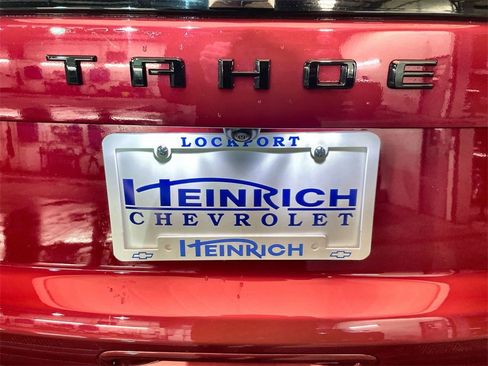 TAHOE
LOCKPORT
HEINRICH
CHEVROLET
HEINRICH